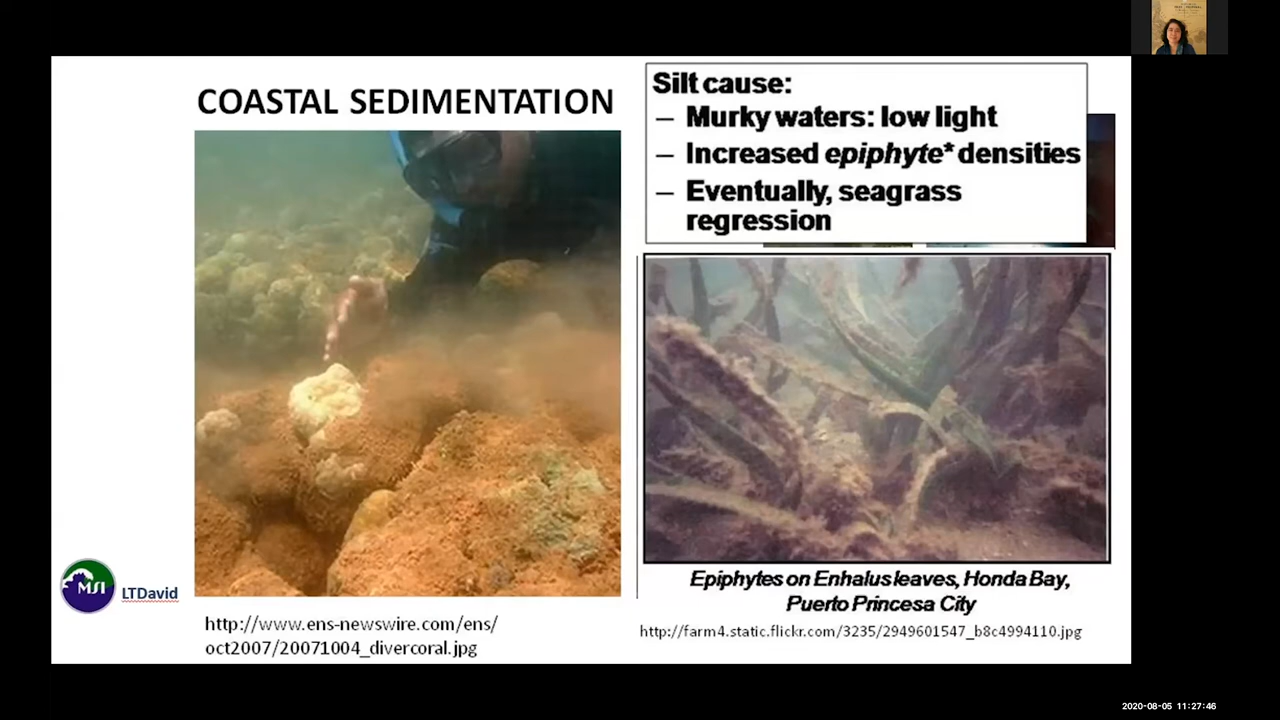 COASTAL SEDIMENTATION
Silt cause:
– Murky waters: low light
– Increased epiphyte* densities
– Eventually, seagrass
regression
MSI
LTDavid
http://www.ens-newswire.com/ens/
oct2007/20071004_divercoral.jpg
Epiphytes on Enhalus leaves, Honda Bay,
Puerto Princesa City
http://farm4.static.flickr.com/3235/2949601547_b8c4994110.jpg
2020-08-05 11:27:46